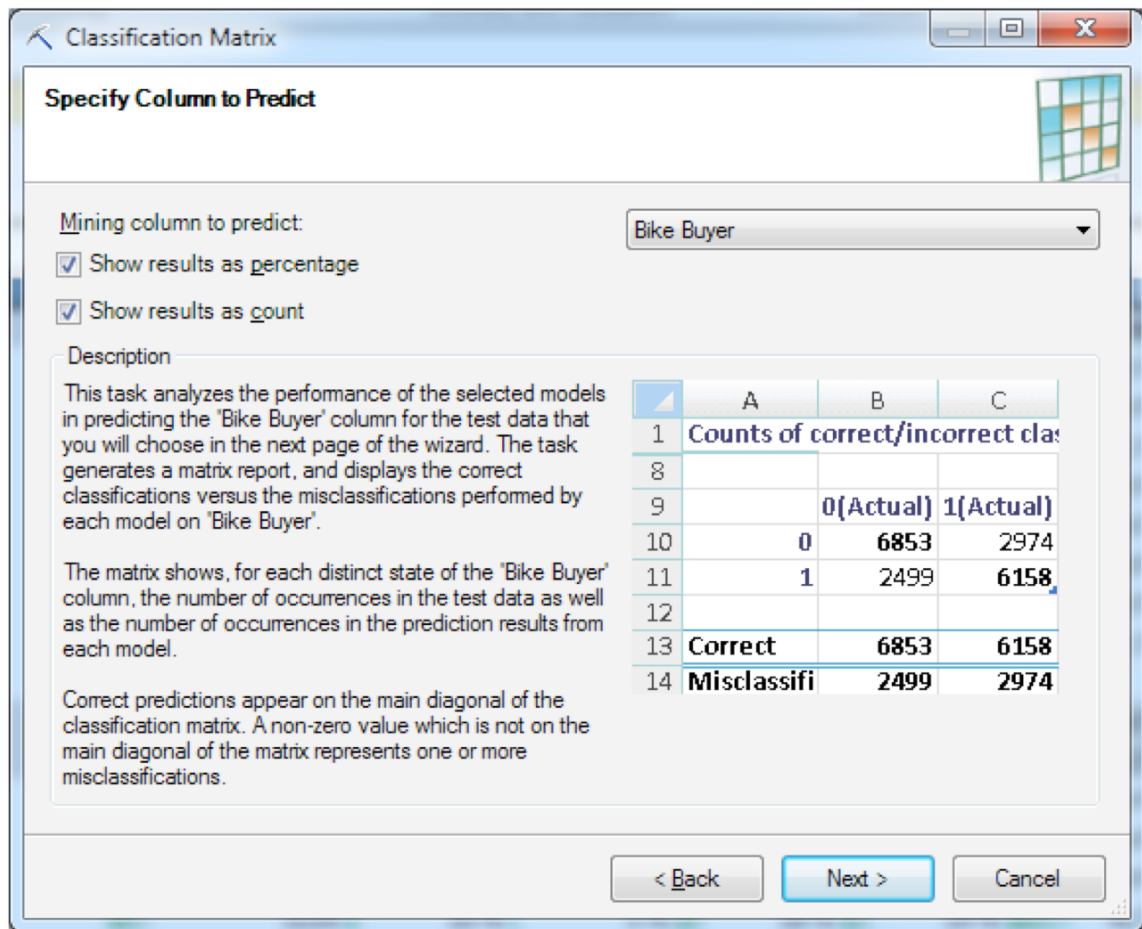 Classification Matrix
Specify Column to Predict
Mining column to predict:
Bike Buyer
Show results as percentage
Show results as count
Description
This task analyzes the performance of the selected models
in predicting the 'Bike Buyer' column for the test data that
you will choose in the next page of the wizard. The task
generates a matrix report, and displays the correct
classifications versus the misclassifications performed by
each model on 'Bike Buyer'.
The matrix shows, for each distinct state of the 'Bike Buyer'
column, the number of occurrences in the test data as well
as the number of occurrences in the prediction results from
each model.
Correct predictions appear on the main diagonal of the
classification matrix. A non-zero value which is not on the
main diagonal of the matrix represents one or more
misclassifications.
A B C
1 Counts of correct/incorrect clas
8
9 0(Actual) 1(Actual)
10 0 6853 2974
11 1 2499 6158
12
13 Correct 6853 6158
14 Misclassifi 2499 2974
< Back
Next >
Cancel